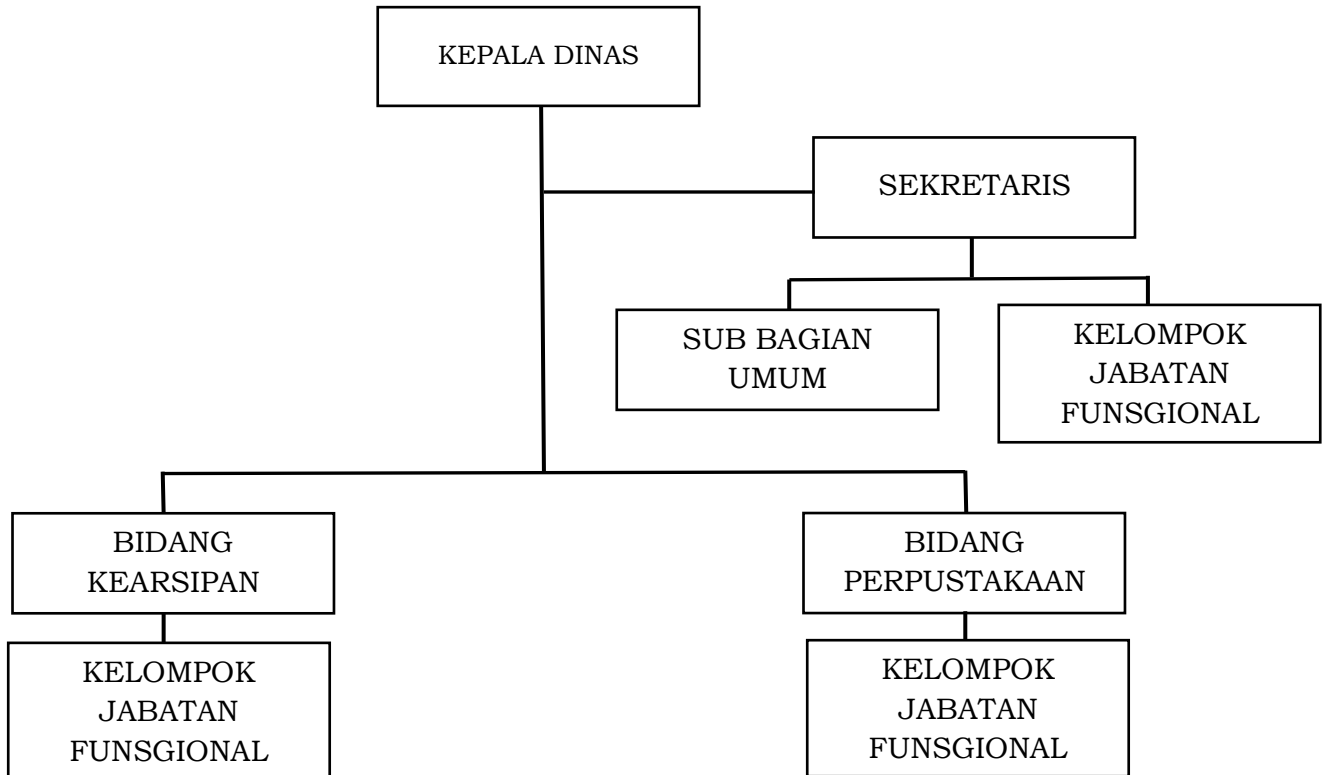 KEPALA DINAS
SEKRETARIS
SUB BAGIAN
UMUM
KELOMPOK
JABATAN
FUNSGIONAL
BIDANG
KEARSIPAN
BIDANG
PERPUSTAKAAN
KELOMPOK
JABATAN
FUNSGIONAL
KELOMPOK
JABATAN
FUNSGIONAL